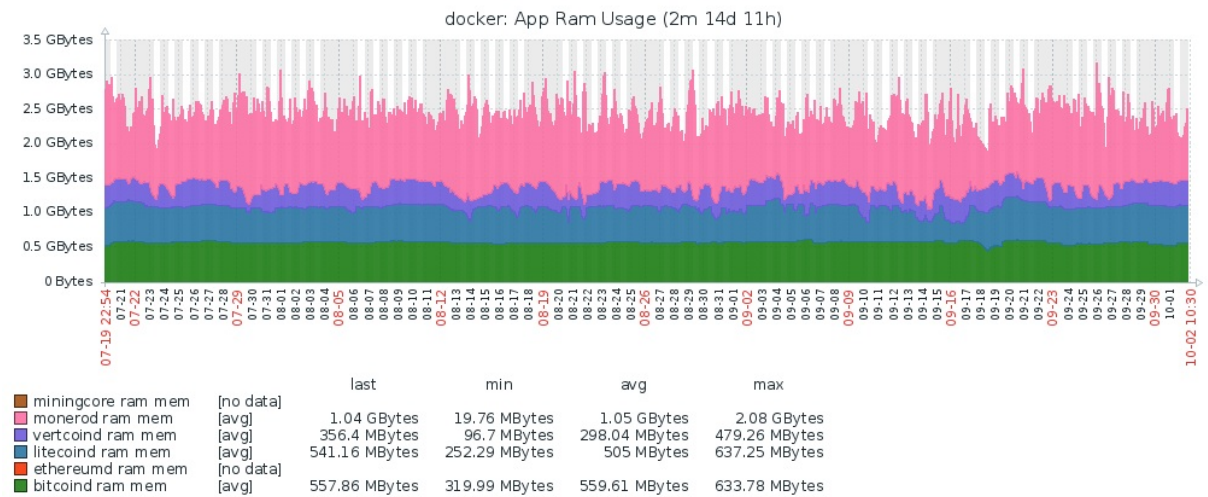 docker: App Ram Usage (2m 14d 11h)
3.5 GBytes
3.0 GBytes
2.5 GBytes
2.0 GBytes
1.5 GBytes
1.0 GBytes
0.5 GBytes
0 Bytes
07-19 22:54 07-21 07-22 07-23 07-24 07-25 07-26 07-27 07-28 07-29 07-30 07-31 08-01 08-02 08-03 08-04 08-05 08-06 08-07 08-08 08-09 08-10 08-11 08-12 08-13 08-14 08-15 08-16 08-17 08-18 08-19 08-20 08-21 08-22 08-23 08-24 08-25 08-26 08-27 08-28 08-29 08-30 08-31 09-01 09-02 09-03 09-04 09-05 09-06 09-07 09-08 09-09 09-10 09-11 09-12 09-13 09-14 09-15 09-16 09-17 09-18 09-19 09-20 09-21 09-22 09-23 09-24 09-25 09-26 09-27 09-28 09-29 09-30 10-01 10-02 10:30
last min avg max
miningcore ram mem [no data]
monerod ram mem [avg] 1.04 GBytes 19.76 MBytes 1.05 GBytes 2.08 GBytes
vertcoind ram mem [avg] 356.4 MBytes 96.7 MBytes 298.04 MBytes 479.26 MBytes
litecoind ram mem [avg] 541.16 MBytes 252.29 MBytes 505 MBytes 637.25 MBytes
ethereumd ram mem [no data]
bitcoind ram mem [avg] 557.86 MBytes 319.99 MBytes 559.61 MBytes 633.78 MBytes